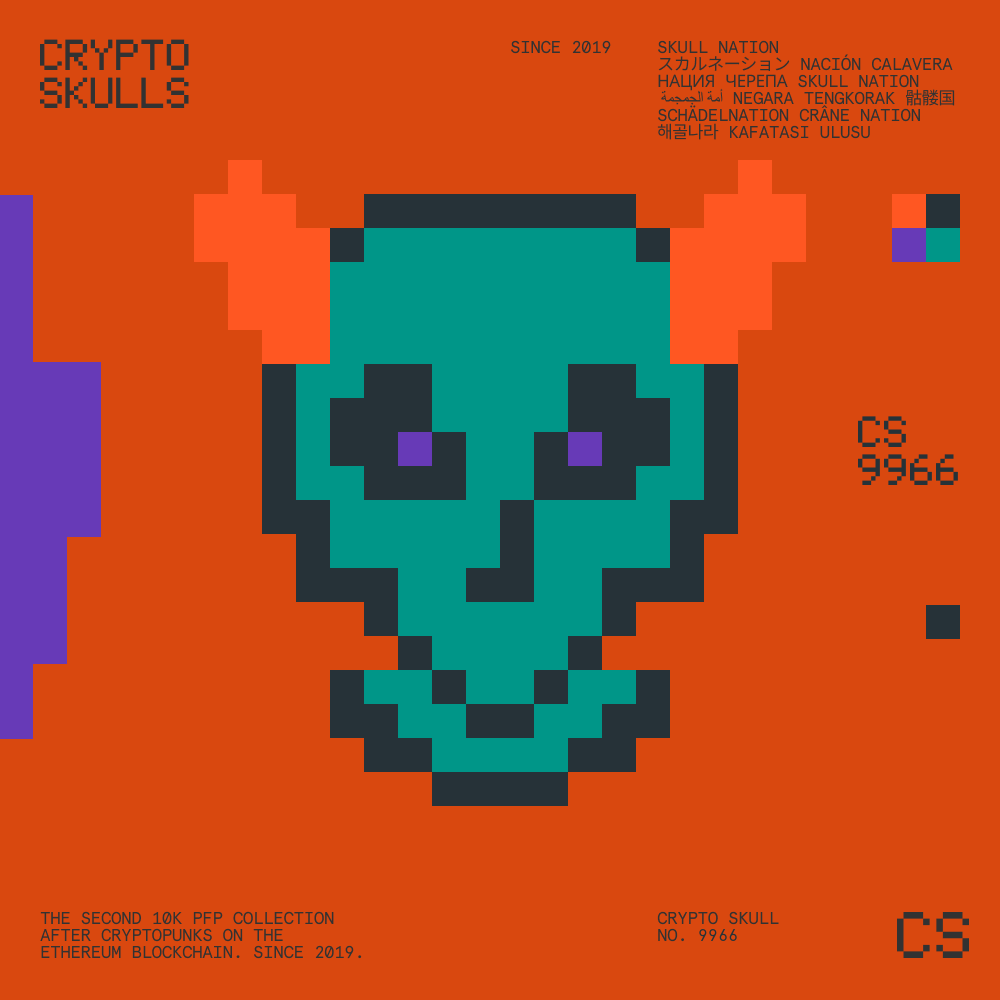 CRYPTO
SKULLS
SINCE 2019
SKULL NATION
スカルネーション NACIÓN CALAVERA
НАЦИЯ ЧЕРЕПА SKULL NATION
أمة الجمجمة NEGARA TENGKORAK 骷髅国
SCHÄDELNATION CRÂNE NATION
해골나라 KAFATASI ULUSU
CS
9966
THE SECOND 10K PFP COLLECTION
AFTER CRYPTOPUNKS ON THE
ETHEREUM BLOCKCHAIN. SINCE 2019.
CRYPTO SKULL
NO. 9966
CS